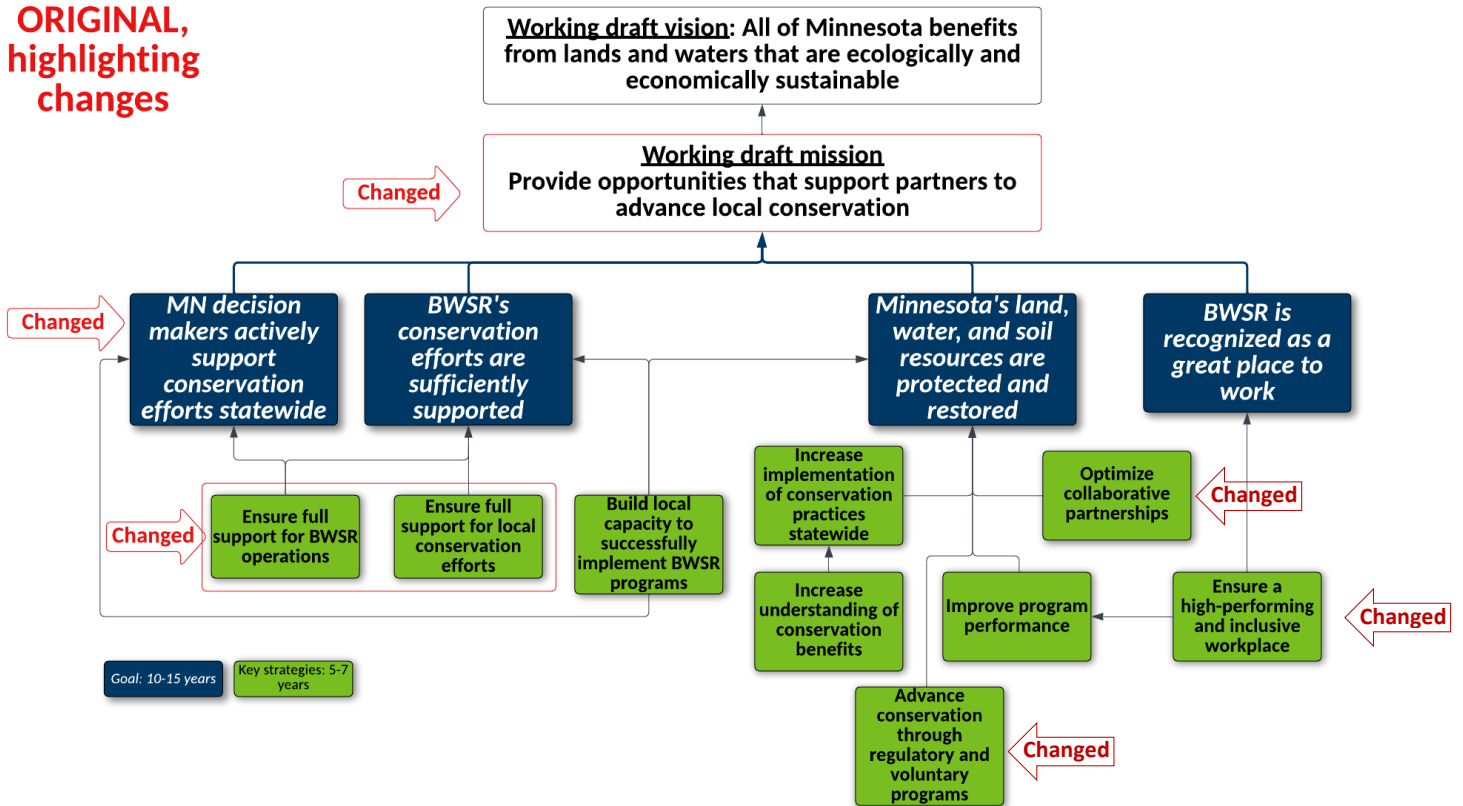 ORIGINAL,
highlighting
changes
Working draft vision: All of Minnesota benefits
from lands and waters that are ecologically and
economically sustainable
Working draft mission
Provide opportunities that support partners to
advance local conservation
Changed
Changed
MN decision
makers actively
support
conservation
efforts statewide
BWSR's
conservation
efforts are
sufficiently
supported
Minnesota's land,
water, and soil
resources are
protected and
restored
BWSR is
recognized as a
great place to
work
Changed
Ensure full
support for BWSR
operations
Ensure full
support for local
conservation
efforts
Build local
capacity to
successfully
implement BWSR
programs
Increase
implementation
of conservation
practices
statewide
Optimize
collaborative
partnerships
Changed
Increase
understanding of
conservation
benefits
Improve program
performance
Ensure a
high-performing
and inclusive
workplace
Changed
Goal: 10-15 years
Key strategies: 5-7
years
Advance
conservation
through
regulatory and
voluntary
programs
Changed